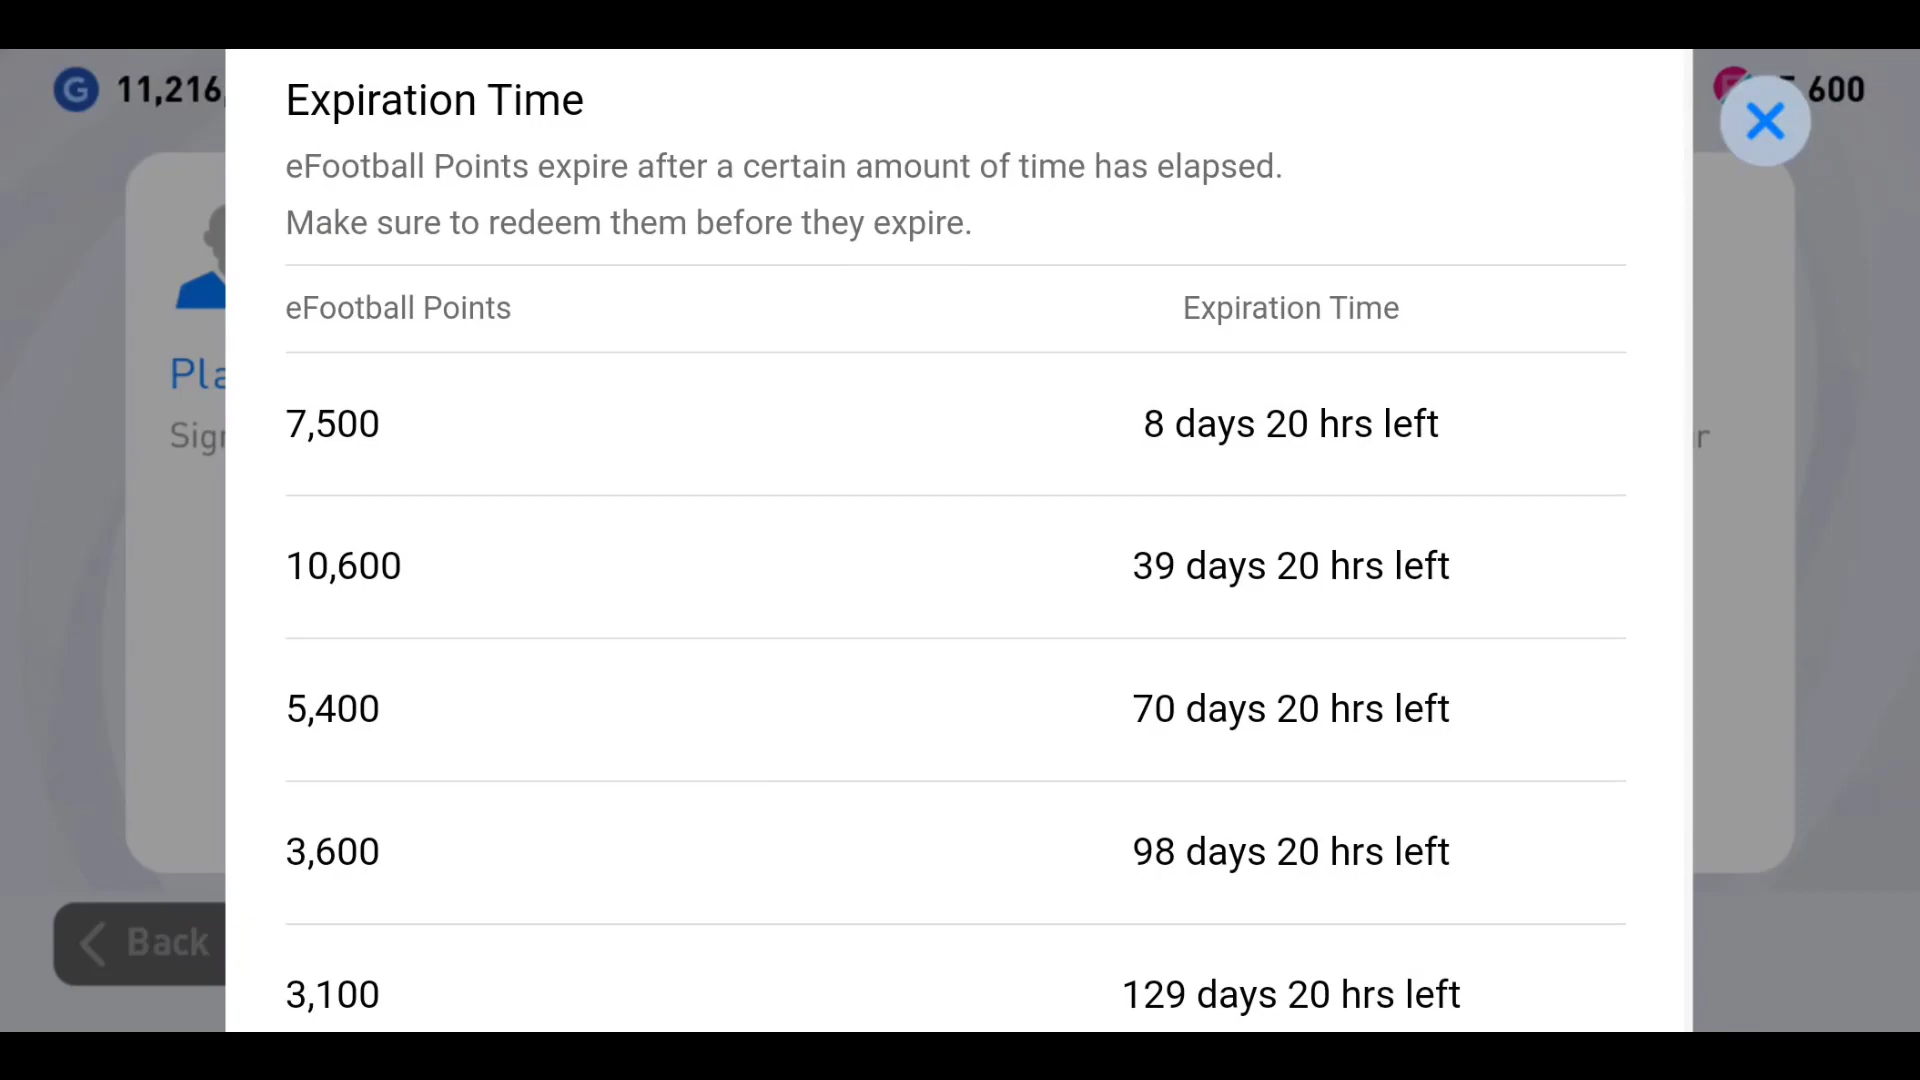 G 11,216
600
Expiration Time
eFootball Points expire after a certain amount of time has elapsed.
Make sure to redeem them before they expire.
eFootball Points Expiration Time
7,500 8 days 20 hrs left
10,600 39 days 20 hrs left
5,400 70 days 20 hrs left
3,600 98 days 20 hrs left
3,100 129 days 20 hrs left
Pla
Sign
r
Back